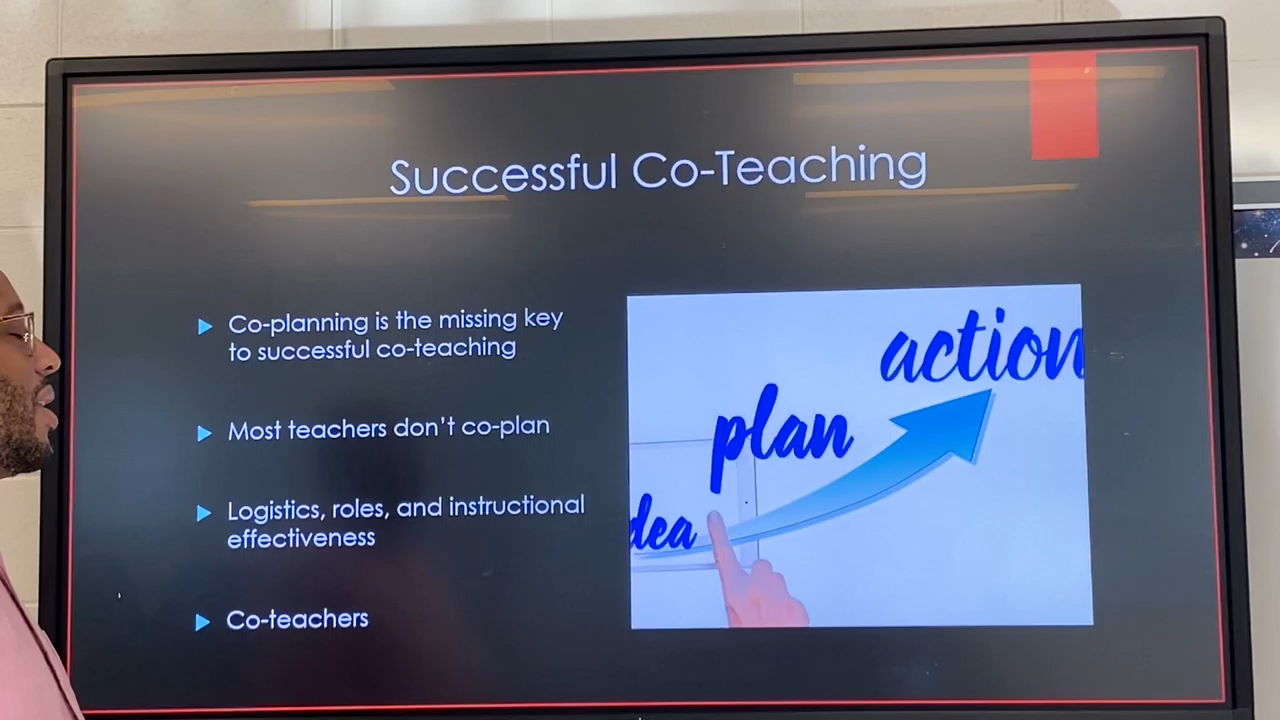 Successful Co-Teaching
Co-planning is the missing key
to successful co-teaching
Most teachers don't co-plan
Logistics, roles, and instructional
effectiveness
Co-teachers
action
plan
dea